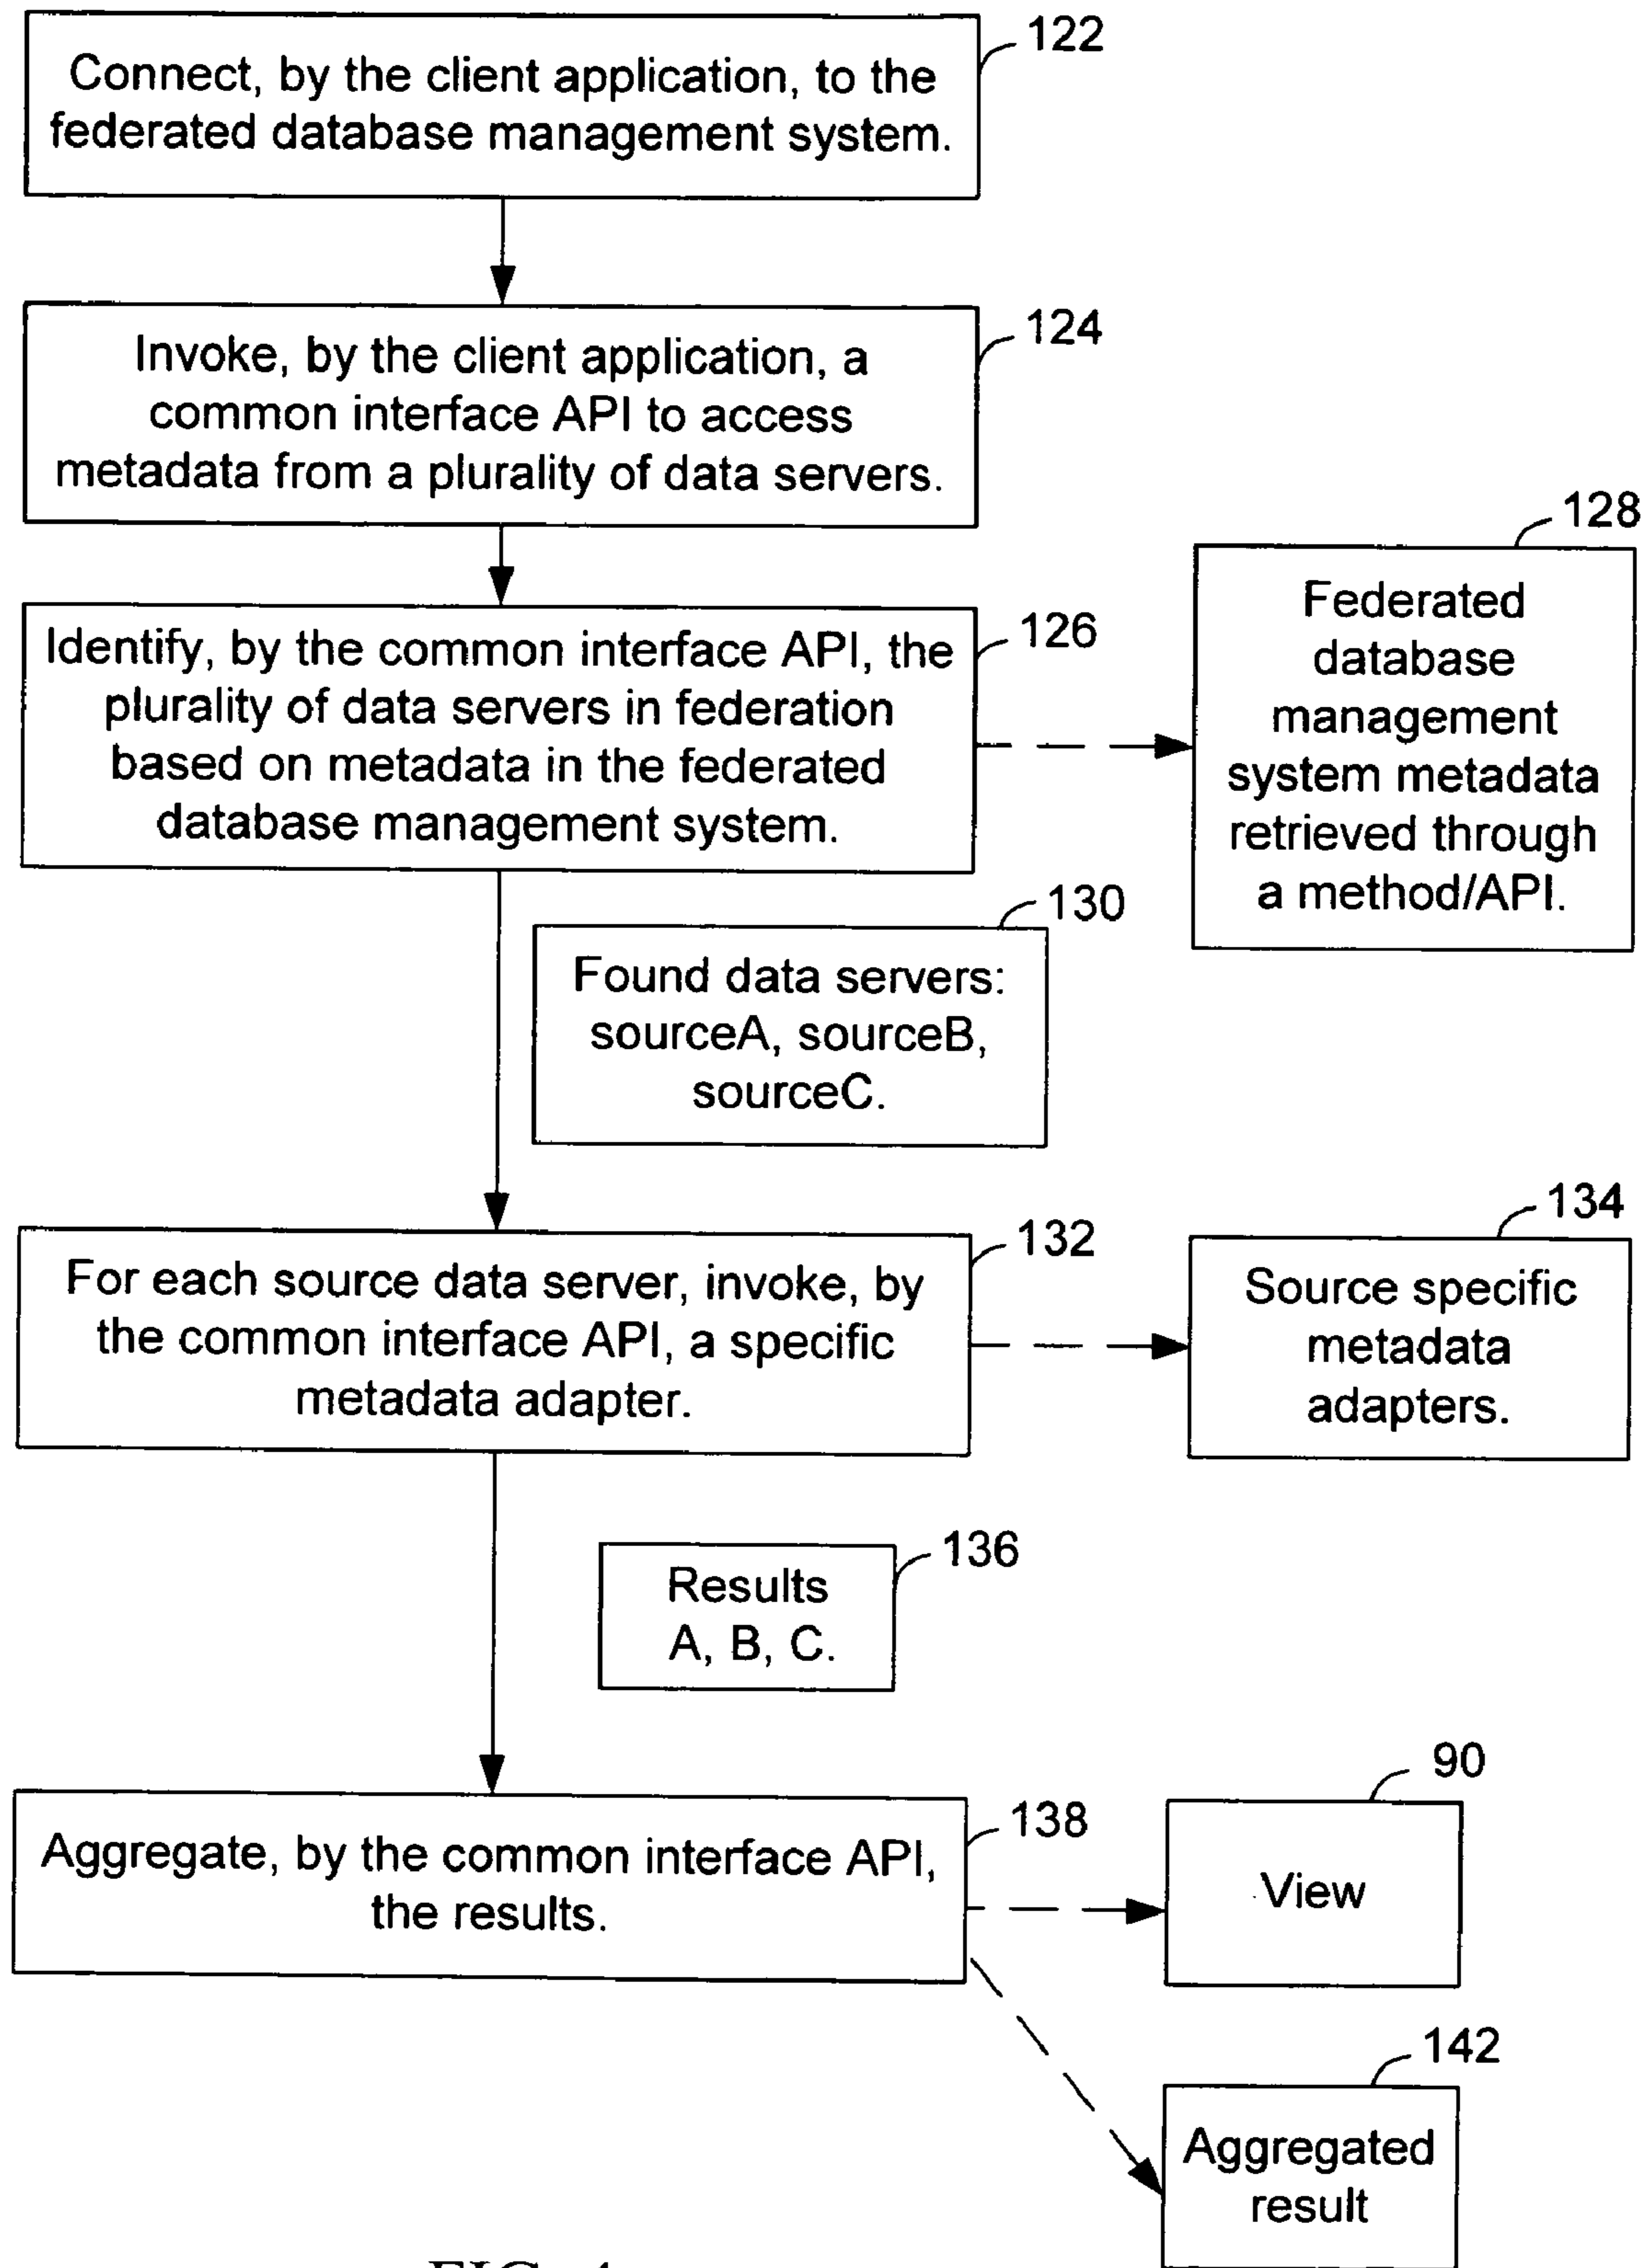 122
Connect, by the client application, to the
federated database management system.
124
Invoke, by the client application, a
common interface API to access
metadata from a plurality of data servers.
126
Identify, by the common interface API, the
plurality of data servers in federation
based on metadata in the federated
database management system.
128
Federated
database
management
system metadata
retrieved through
a method/API.
130
Found data servers:
sourceA, sourceB,
sourceC.
132
For each source data server, invoke, by
the common interface API, a specific
metadata adapter.
134
Source specific
metadata
adapters.
136
Results
A, B, C.
138
Aggregate, by the common interface API,
the results.
90
View
142
Aggregated
result